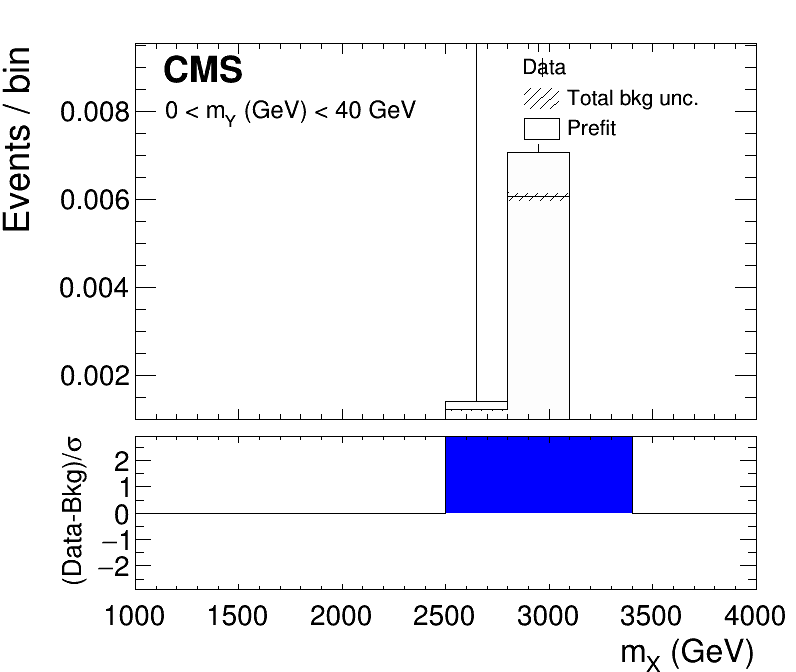 CMS
0 < mY (GeV) < 40 GeV
Data
Total bkg unc.
Prefit
Events / bin
0.008
0.006
0.004
0.002
(Data-Bkg)/σ
2
1
0
−1
−2
1000 1500 2000 2500 3000 3500 4000
mX (GeV)